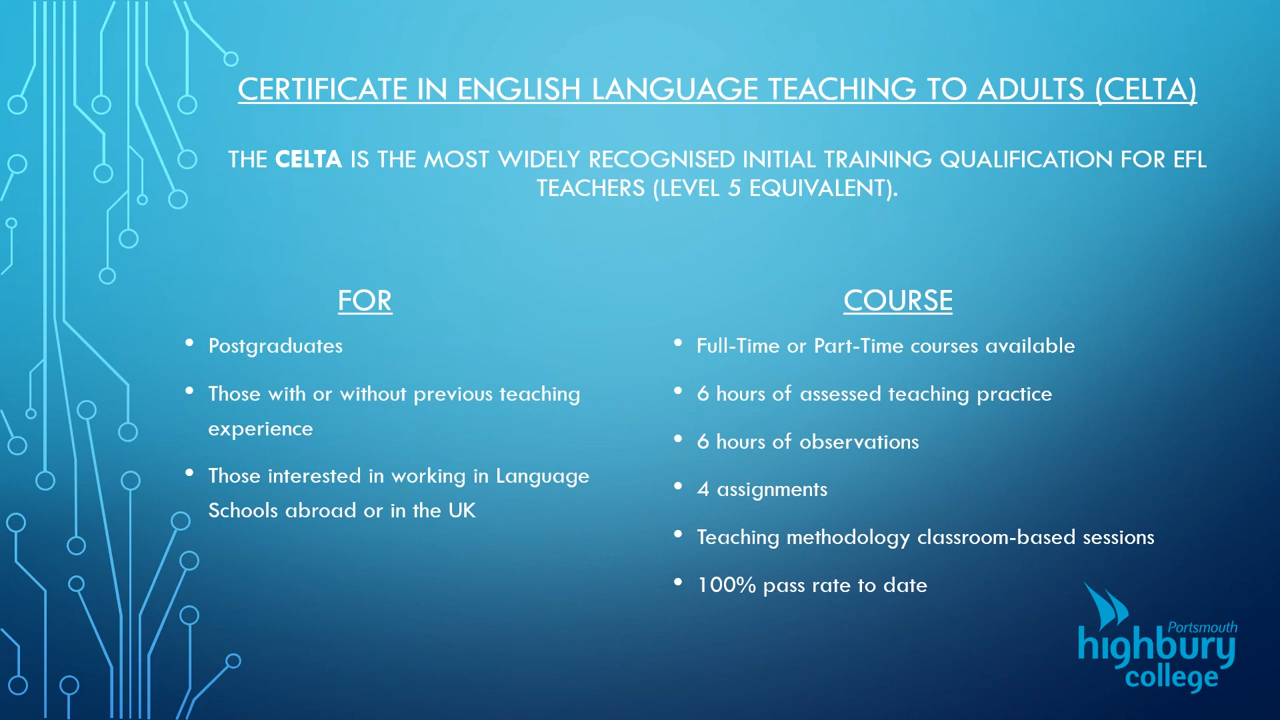 CERTIFICATE IN ENGLISH LANGUAGE TEACHING TO ADULTS (CELTA)
THE CELTA IS THE MOST WIDELY RECOGNISED INITIAL TRAINING QUALIFICATION FOR EFL
TEACHERS (LEVEL 5 EQUIVALENT).
FOR
• Postgraduates
• Those with or without previous teaching
experience
• Those interested in working in Language
Schools abroad or in the UK
COURSE
• Full-Time or Part-Time courses available
• 6 hours of assessed teaching practice
• 6 hours of observations
• 4 assignments
• Teaching methodology classroom-based sessions
• 100% pass rate to date
Portsmouth
highbury
college